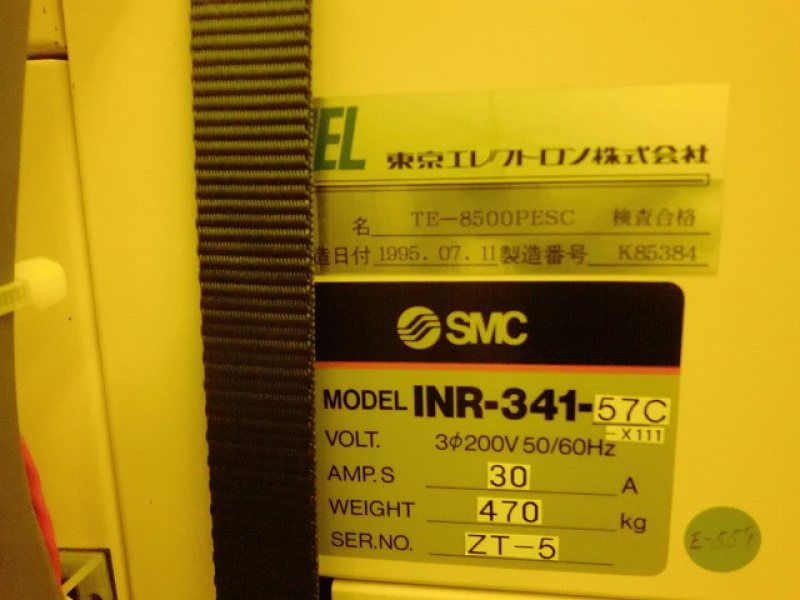 EL 東京エレクトロン株式会社
名 TE-8500PESC 検査合格
造日付 1995.07.11 製造番号 K85384
SMC
MODEL INR-341-57C
-X111
VOLT. 3φ200V 50/60Hz
AMP.S 30 A
WEIGHT 470 kg
SER.NO. ZT-5